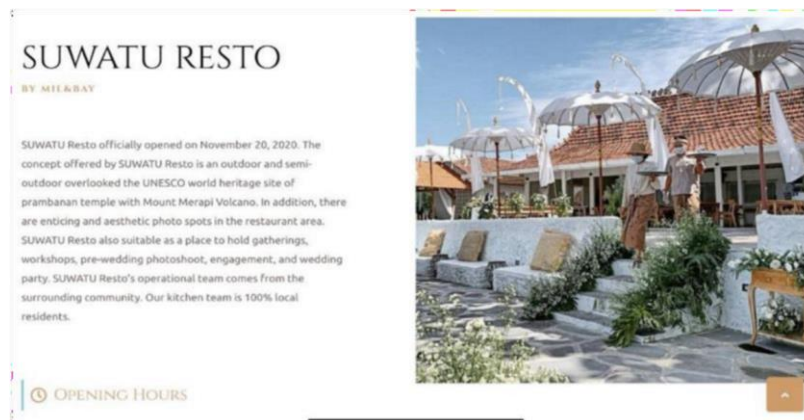 SUWATU RESTO
BY MIL&BAY
SUWATU Resto officially opened on November 20, 2020. The
concept offered by SUWATU Resto is an outdoor and semi-
outdoor overlooked the UNESCO world heritage site of
prambanan temple with Mount Merapi Volcano. In addition, there
are enticing and aesthetic photo spots in the restaurant area.
SUWATU Resto also suitable as a place to hold gatherings,
workshops, pre-wedding photoshoot, engagement, and wedding
party. SUWATU Resto's operational team comes from the
surrounding community. Our kitchen team is 100% local
residents.
OPENING HOURS